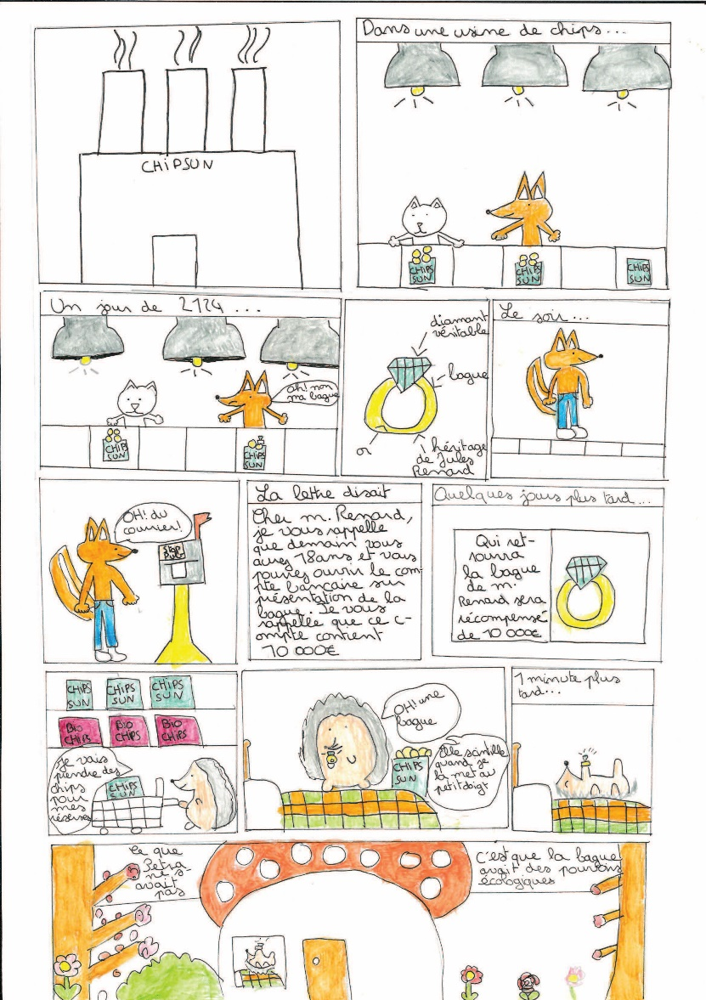 CHIPSUN
Dans une usine de chips...
CHIPS
SUN
CHIPS
SUN
CHIPS
SUN
Un jour de 2124...
Oh! non
ma bague
CHIPS
SUN
CHIPS
SUN
diamant
véritable
bague
or
héritage
de Jules
Renard
Le soir...
OH! du
courrier!
STOP
PUB
La lettre disait
Cher m. Renard,
je vous rappelle
que demain vous
aurez 18ans et vous
pouvez ouvrir le com-
pte bancaire sur
présentation de la
bague. Je vous
rappelle que ce c-
ompte contient
10 000€
Quelques jours plus tard...
Qui ret-
rouvra
la bague
de m.
Renard sera
récompensé
de 10 000€
CHIPS
SUN
CHIPS
SUN
CHIPS
SUN
BIO
CHIPS
BIO
CHIPS
BIO
CHIPS
Je vais
prendre des
chips
pour
mes
réserves
CHIPS
SUN
OH! une
bague
Elle scintille
quand je
la met au
petit doigt
CHIPS
SUN
1 minute plus
tard...
Ce que
Pétra
ne s-
avait
pas
C'est que la bague
avait des pouvoirs
écologiques